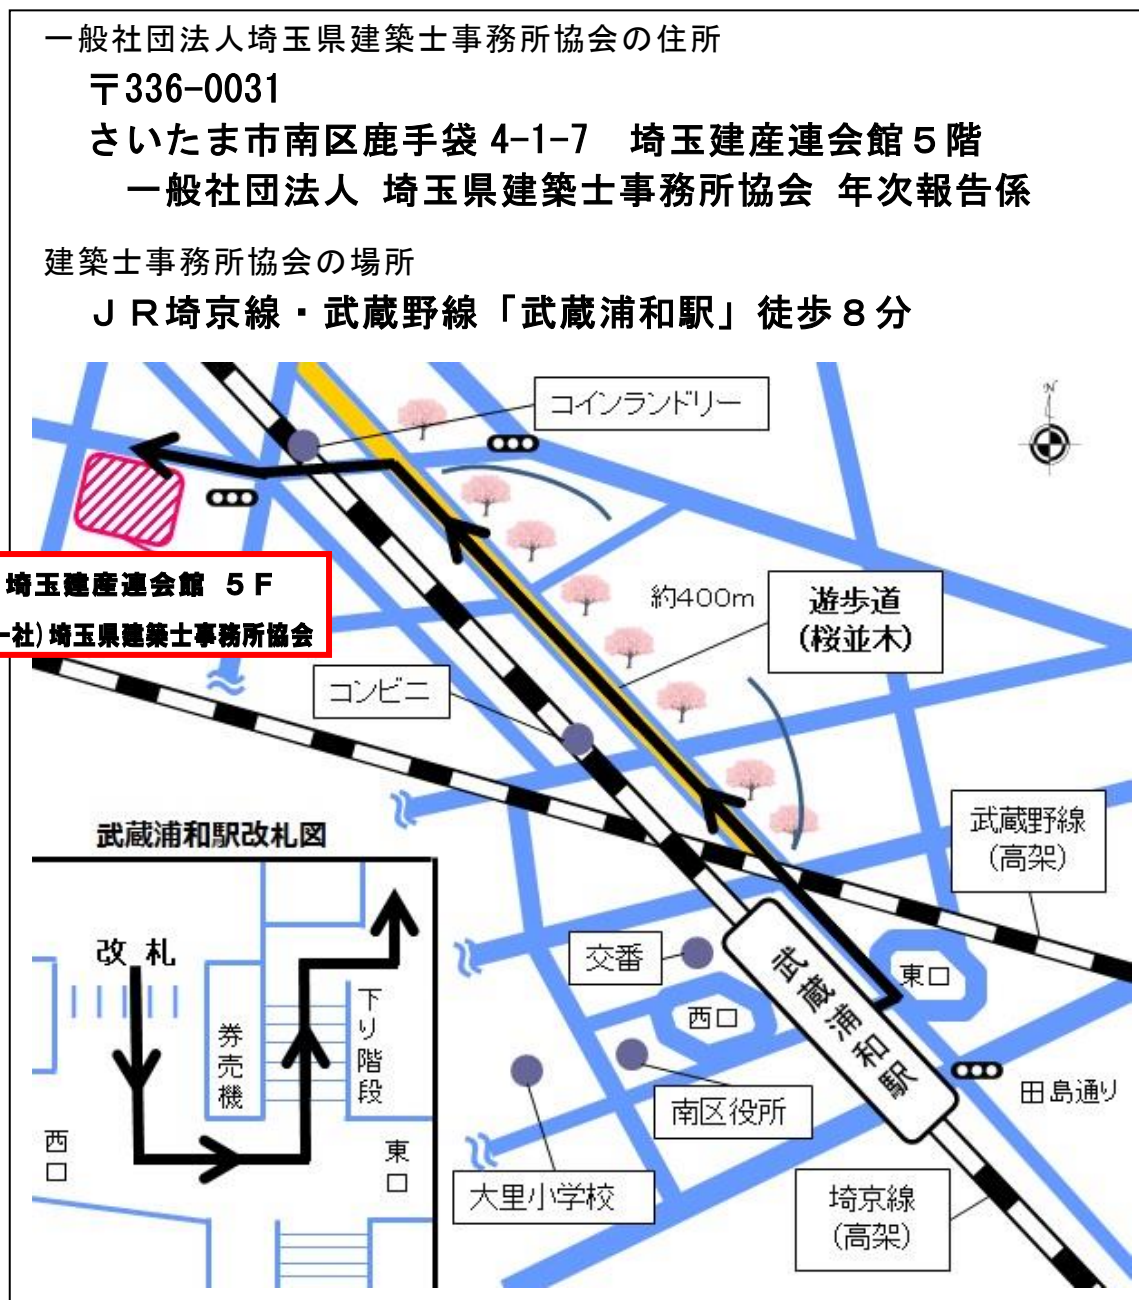 一般社団法人埼玉県建築士事務所協会の住所
〒336-0031
さいたま市南区鹿手袋 4-1-7　埼玉建産連会館５階
一般社団法人 埼玉県建築士事務所協会 年次報告係
建築士事務所協会の場所
ＪＲ埼京線・武蔵野線「武蔵浦和駅」徒歩８分
コインランドリー
N
埼玉建産連会館 ５Ｆ
一社)埼玉県建築士事務所協会
約400m
遊歩道
(桜並木)
コンビニ
武蔵野線
(高架)
武蔵浦和駅改札図
改 札
券売機
下り階段
西口
東口
交番
西口
東口
武蔵浦和駅
田島通り
南区役所
大里小学校
埼京線
(高架)